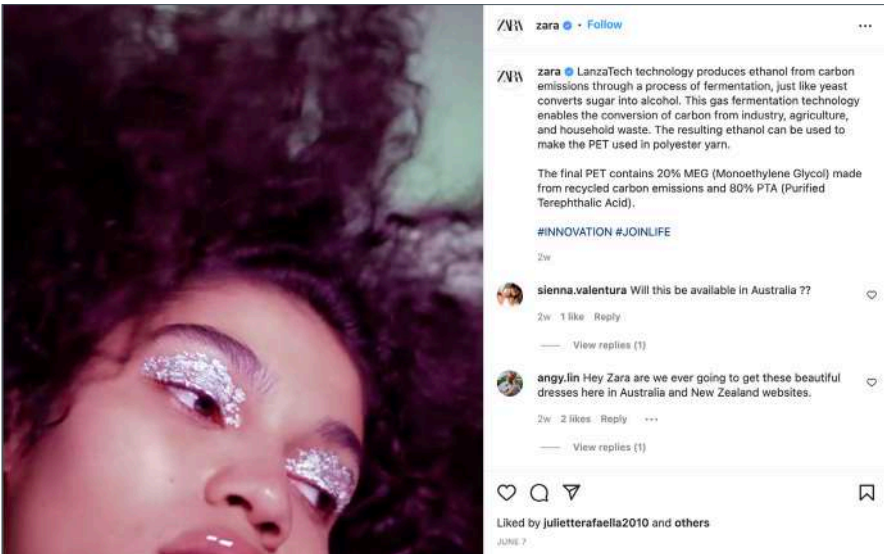 ZARA zara • Follow
ZARA zara LanzaTech technology produces ethanol from carbon
emissions through a process of fermentation, just like yeast
converts sugar into alcohol. This gas fermentation technology
enables the conversion of carbon from industry, agriculture,
and household waste. The resulting ethanol can be used to
make the PET used in polyester yarn.
The final PET contains 20% MEG (Monoethylene Glycol) made
from recycled carbon emissions and 80% PTA (Purified
Terephthalic Acid).
#INNOVATION #JOINLIFE
2w
sienna.valentura Will this be available in Australia ??
2w 1 like Reply
View replies (1)
angy.lin Hey Zara are we ever going to get these beautiful
dresses here in Australia and New Zealand websites.
2w 2 likes Reply
View replies (1)
Liked by julietterafaella2010 and others
JUNE 7